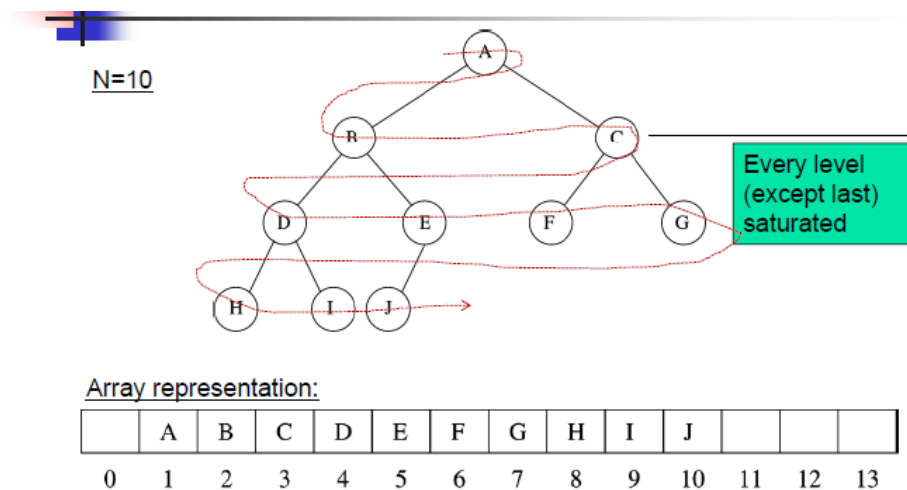 N=10
A
B C
D E F G
H I J
Every level
(except last)
saturated
Array representation:
A B C D E F G H I J
0 1 2 3 4 5 6 7 8 9 10 11 12 13